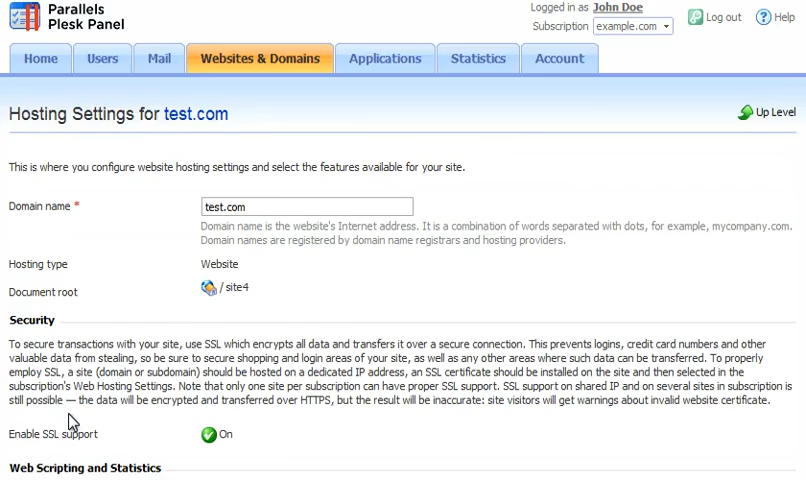 Parallels
Plesk Panel
Logged in as John Doe
Subscription example.com
Log out
Help
Home
Users
Mail
Websites & Domains
Applications
Statistics
Account
Hosting Settings for test.com
Up Level
This is where you configure website hosting settings and select the features available for your site.
Domain name * test.com
Domain name is the website's Internet address. It is a combination of words separated with dots, for example, mycompany.com.
Domain names are registered by domain name registrars and hosting providers.
Hosting type Website
Document root / site4
Security
To secure transactions with your site, use SSL which encrypts all data and transfers it over a secure connection. This prevents logins, credit card numbers and other
valuable data from stealing, so be sure to secure shopping and login areas of your site, as well as any other areas where such data can be transferred. To properly
employ SSL, a site (domain or subdomain) should be hosted on a dedicated IP address, an SSL certificate should be installed on the site and then selected in the
subscription's Web Hosting Settings. Note that only one site per subscription can have proper SSL support. SSL support on shared IP and on several sites in subscription is
still possible — the data will be encrypted and transferred over HTTPS, but the result will be inaccurate: site visitors will get warnings about invalid website certificate.
Enable SSL support On
Web Scripting and Statistics